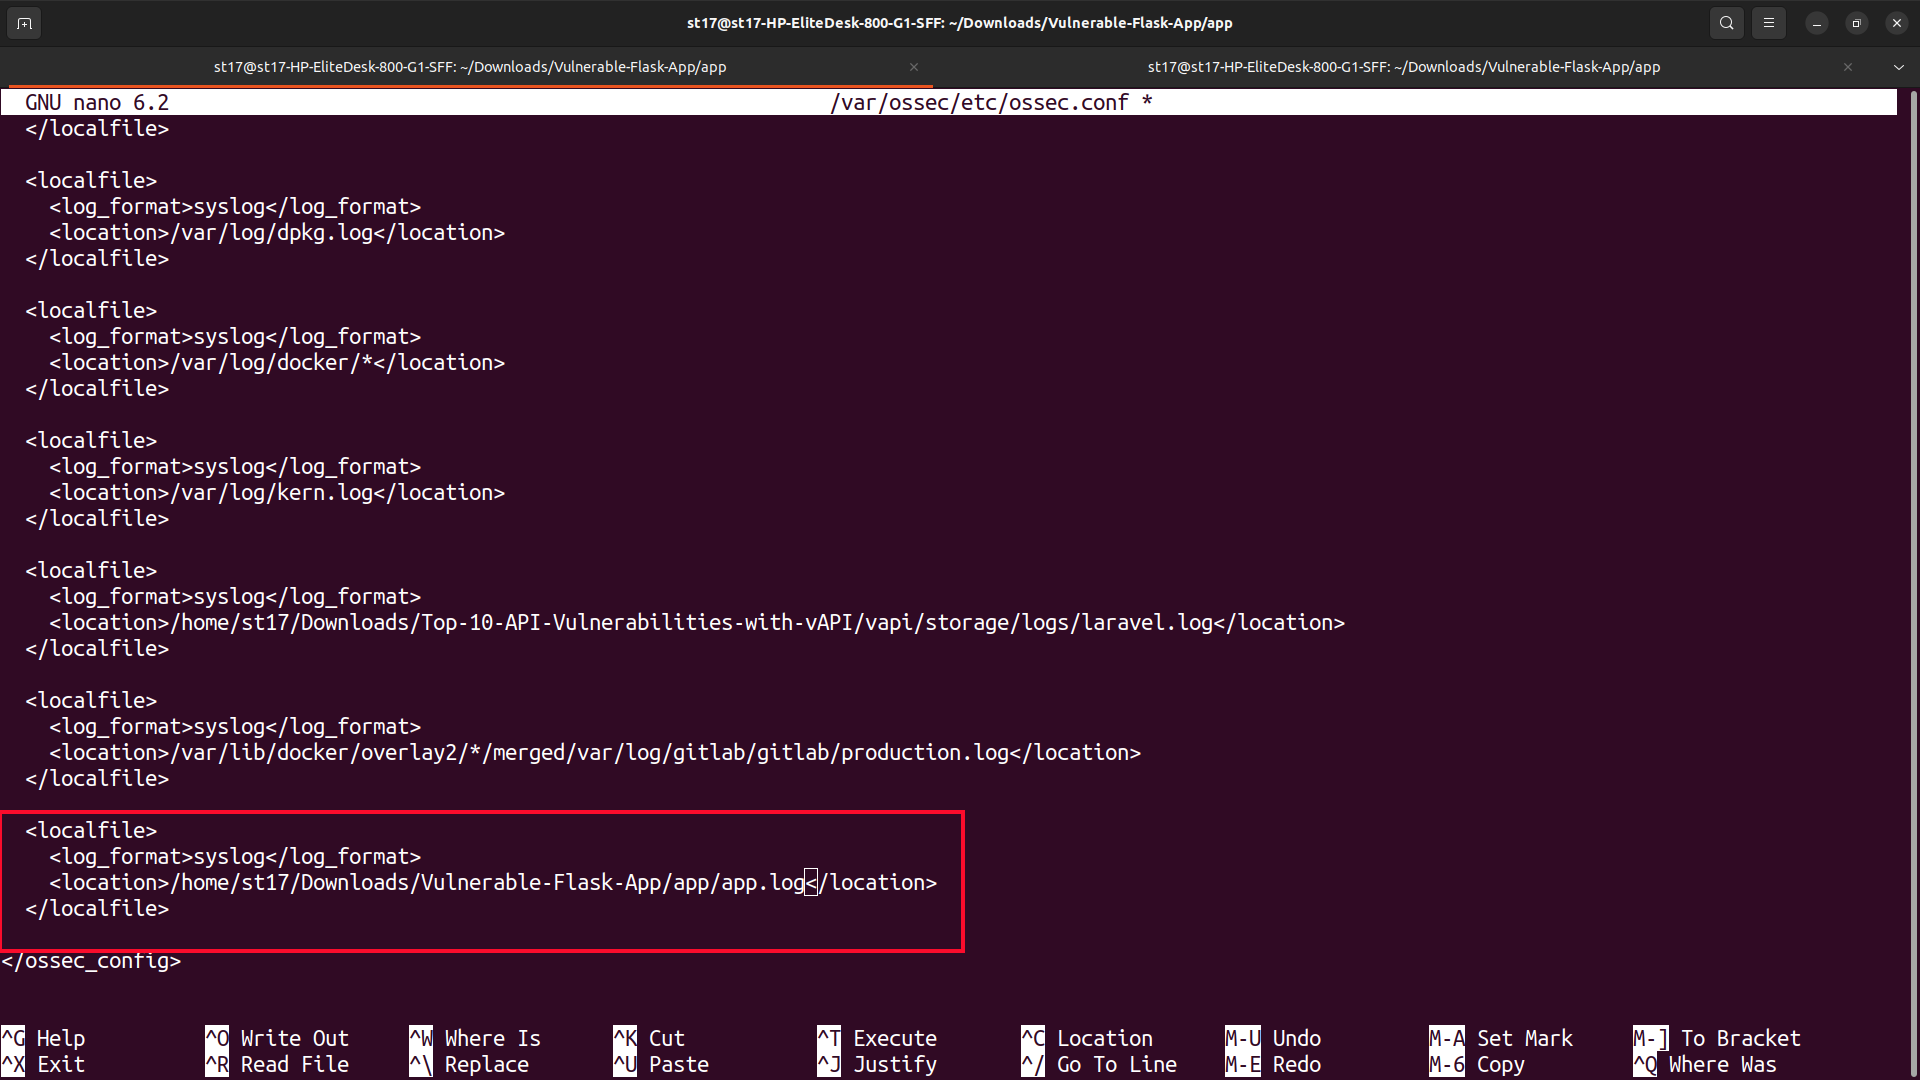 st17@st17-HP-EliteDesk-800-G1-SFF: ~/Downloads/Vulnerable-Flask-App/app
st17@st17-HP-EliteDesk-800-G1-SFF: ~/Downloads/Vulnerable-Flask-App/app
st17@st17-HP-EliteDesk-800-G1-SFF: ~/Downloads/Vulnerable-Flask-App/app
GNU nano 6.2 /var/ossec/etc/ossec.conf *
</localfile>
<localfile>
<log_format>syslog</log_format>
<location>/var/log/dpkg.log</location>
</localfile>
<localfile>
<log_format>syslog</log_format>
<location>/var/log/docker/*</location>
</localfile>
<localfile>
<log_format>syslog</log_format>
<location>/var/log/kern.log</location>
</localfile>
<localfile>
<log_format>syslog</log_format>
<location>/home/st17/Downloads/Top-10-API-Vulnerabilities-with-vAPI/vapi/storage/logs/laravel.log</location>
</localfile>
<localfile>
<log_format>syslog</log_format>
<location>/var/lib/docker/overlay2/*/merged/var/log/gitlab/gitlab/production.log</location>
</localfile>
<localfile>
<log_format>syslog</log_format>
<location>/home/st17/Downloads/Vulnerable-Flask-App/app/app.log</location>
</localfile>
</ossec_config>
^G Help ^O Write Out ^W Where Is ^K Cut ^T Execute ^C Location M-U Undo M-A Set Mark M-] To Bracket
^X Exit ^R Read File ^\ Replace ^U Paste ^J Justify ^/ Go To Line M-E Redo M-6 Copy ^Q Where Was